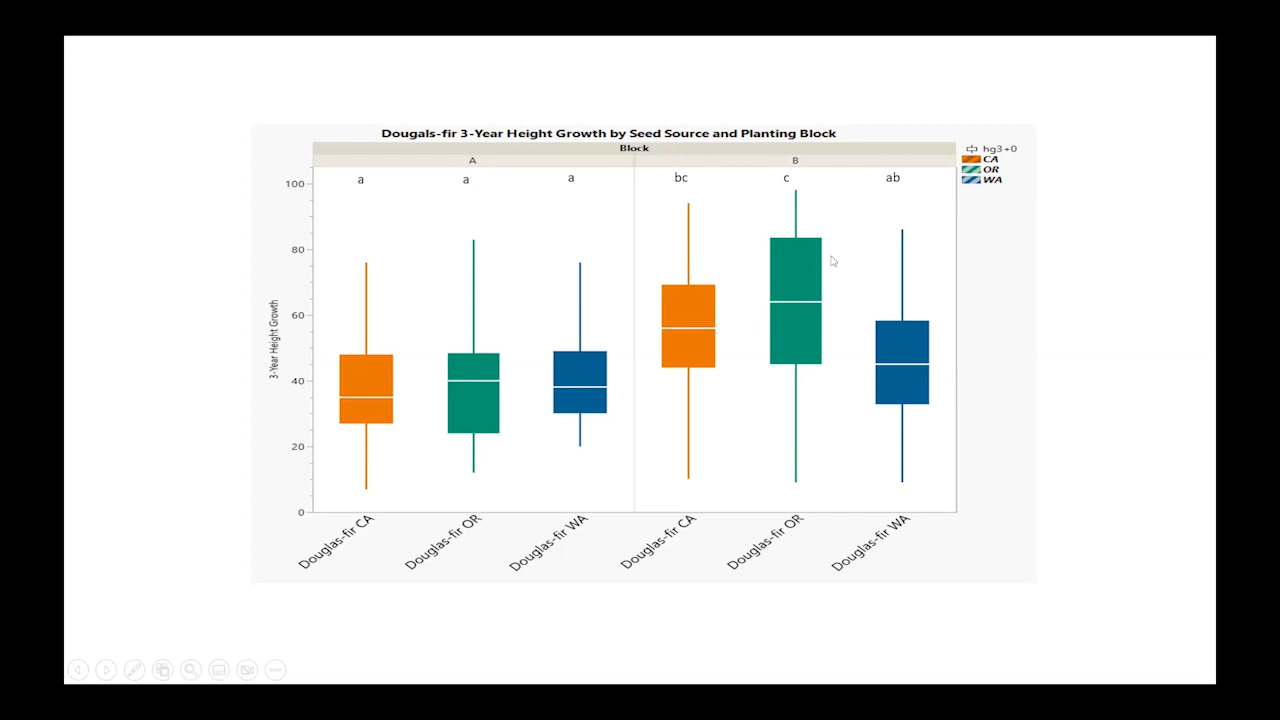 Dougals-fir 3-Year Height Growth by Seed Source and Planting Block
Block
A B
hg3+0
CA
OR
WA
a a a bc c ab
100
80
60
40
20
0
3-Year Height Growth
Douglas-fir CA
Douglas-fir OR
Douglas-fir WA
Douglas-fir CA
Douglas-fir OR
Douglas-fir WA